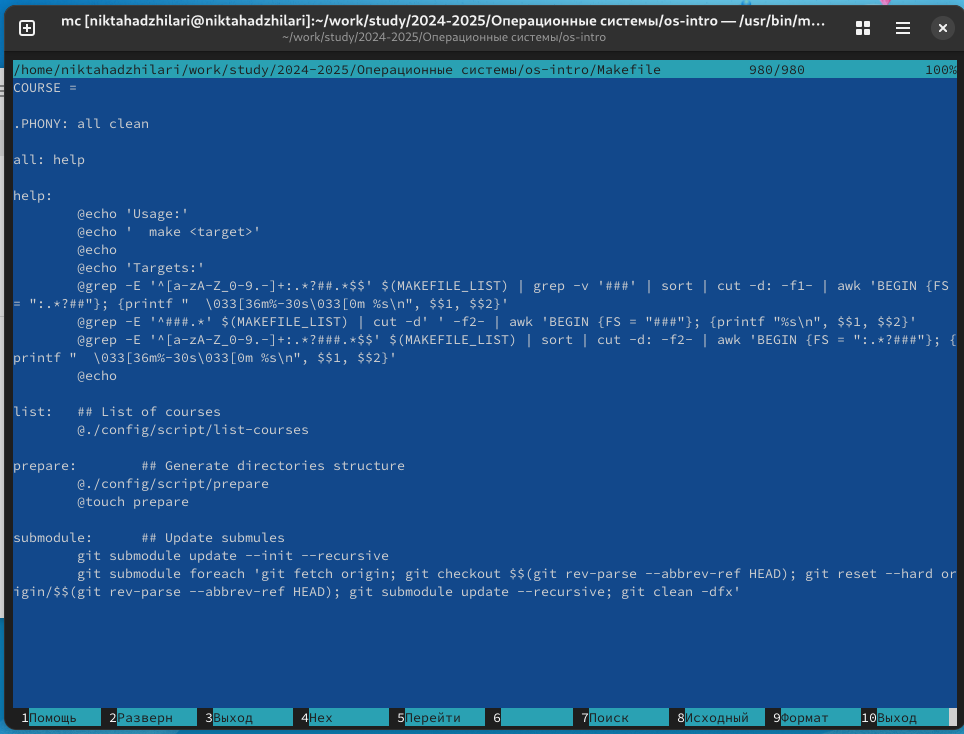 mc [niktahadzhilari@niktahadzhilari]:~/work/study/2024-2025/Операционные системы/os-intro — /usr/bin/m…
~/work/study/2024-2025/Операционные системы/os-intro
/home/niktahadzhilari/work/study/2024-2025/Операционные системы/os-intro/Makefile 980/980 100%
COURSE =
.PHONY: all clean
all: help
help:
@echo 'Usage:'
@echo '  make <target>'
@echo
@echo 'Targets:'
@grep -E '^[a-zA-Z_0-9.-]+:.*?##.*$$' $(MAKEFILE_LIST) | grep -v '###' | sort | cut -d: -f1- | awk 'BEGIN {FS
= ":.*?##"}; {printf "  \033[36m%-30s\033[0m %s\n", $$1, $$2}'
@grep -E '^###.*' $(MAKEFILE_LIST) | cut -d' ' -f2- | awk 'BEGIN {FS = "###"}; {printf "%s\n", $$1, $$2}'
@grep -E '^[a-zA-Z_0-9.-]+:.*?###.*$$' $(MAKEFILE_LIST) | sort | cut -d: -f2- | awk 'BEGIN {FS = ":.*?###"}; {
printf "  \033[36m%-30s\033[0m %s\n", $$1, $$2}'
@echo
list:   ## List of courses
@./config/script/list-courses
prepare:        ## Generate directories structure
@./config/script/prepare
@touch prepare
submodule:      ## Update submules
git submodule update --init --recursive
git submodule foreach 'git fetch origin; git checkout $$(git rev-parse --abbrev-ref HEAD); git reset --hard or
igin/$$(git rev-parse --abbrev-ref HEAD); git submodule update --recursive; git clean -dfx'
1Помощь 2Разверн 3Выход 4Hex 5Перейти 6 7Поиск 8Исходный 9Формат 10Выход